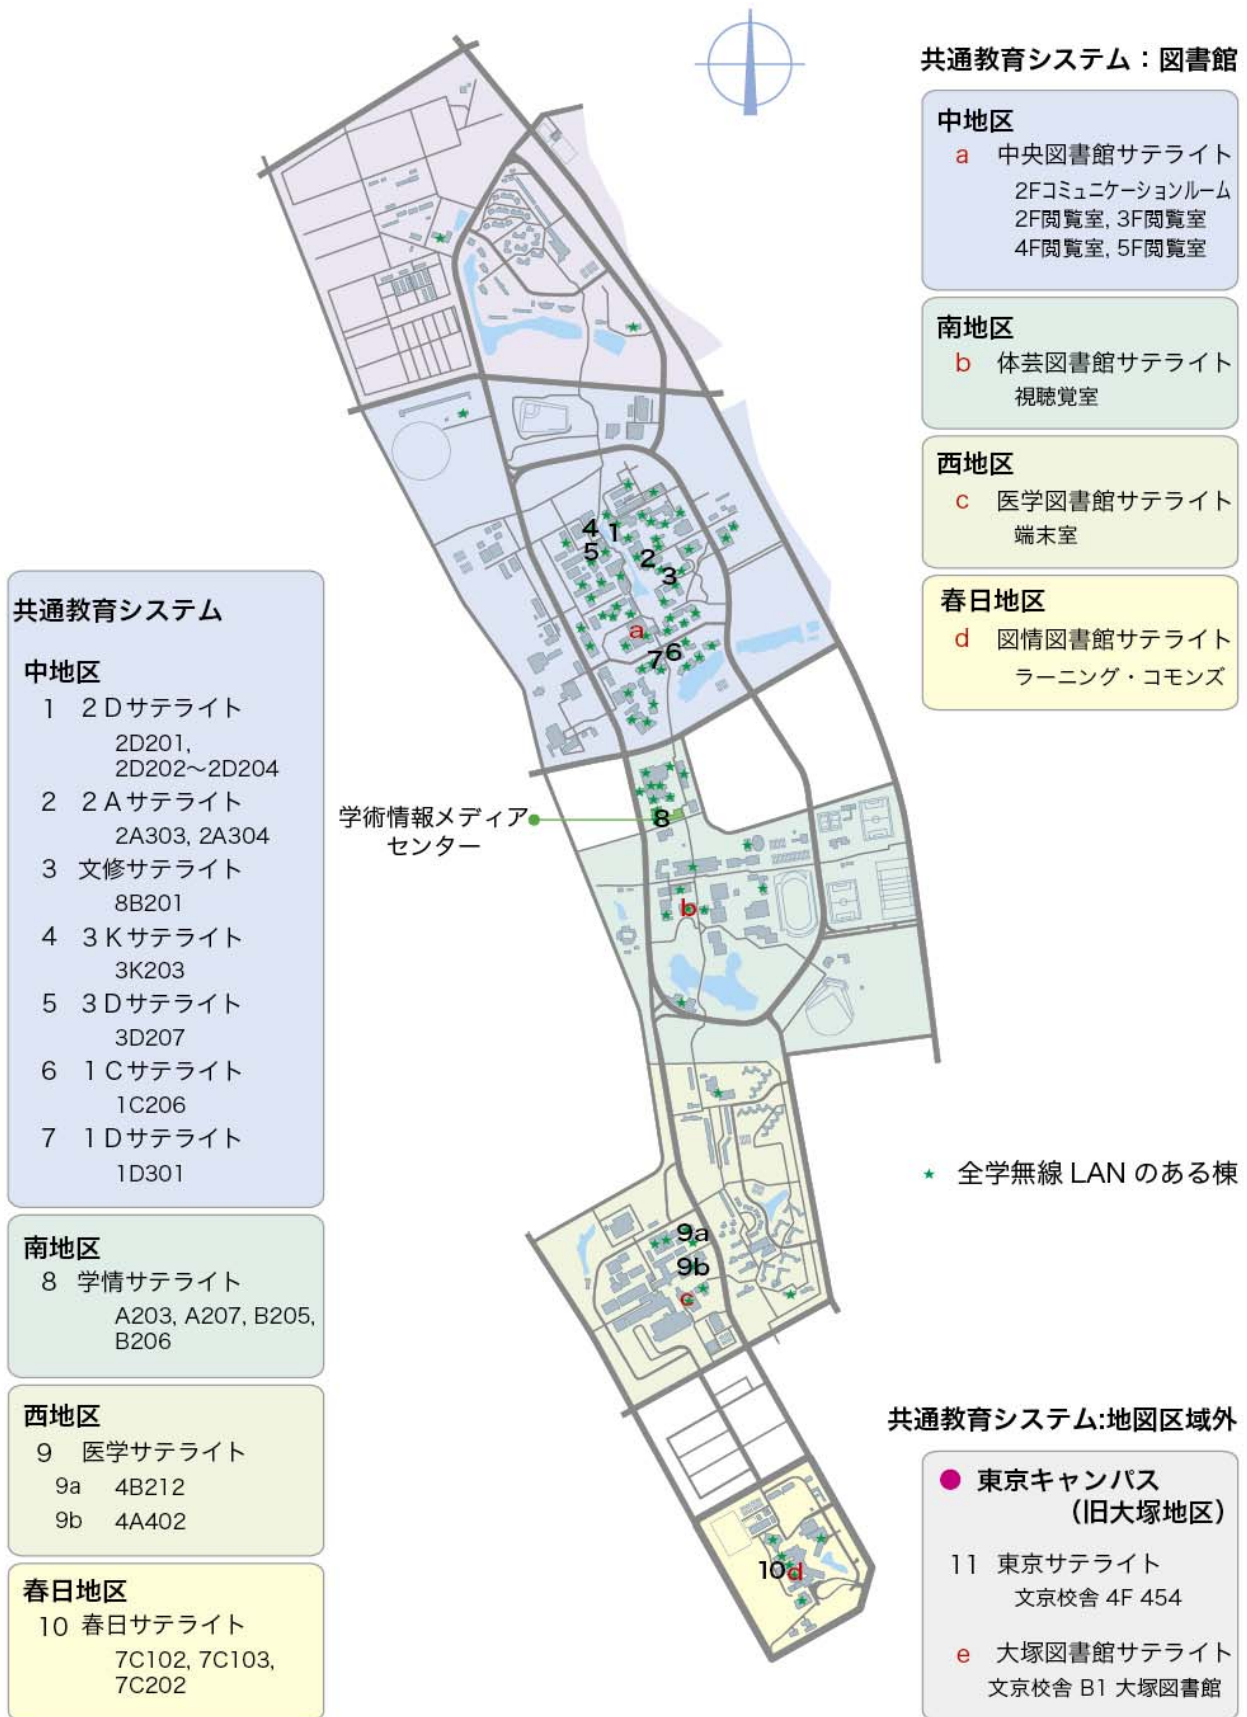 共通教育システム：図書館
中地区
a 中央図書館サテライト
2Fコミュニケーションルーム
2F閲覧室, 3F閲覧室
4F閲覧室, 5F閲覧室
南地区
b 体芸図書館サテライト
視聴覚室
西地区
c 医学図書館サテライト
端末室
春日地区
d 図情図書館サテライト
ラーニング・コモンズ
共通教育システム
中地区
1 2Dサテライト
2D201,
2D202〜2D204
2 2Aサテライト
2A303, 2A304
3 文修サテライト
8B201
4 3Kサテライト
3K203
5 3Dサテライト
3D207
6 1Cサテライト
1C206
7 1Dサテライト
1D301
南地区
8 学情サテライト
A203, A207, B205,
B206
西地区
9 医学サテライト
9a 4B212
9b 4A402
春日地区
10 春日サテライト
7C102, 7C103,
7C202
4 1
5
2
3
a
7 6
学術情報メディア
センター
8
b
9a
9b
c
10d
★ 全学無線 LAN のある棟
共通教育システム:地図区域外
● 東京キャンパス
（旧大塚地区）
11 東京サテライト
文京校舎 4F 454
e 大塚図書館サテライト
文京校舎 B1 大塚図書館